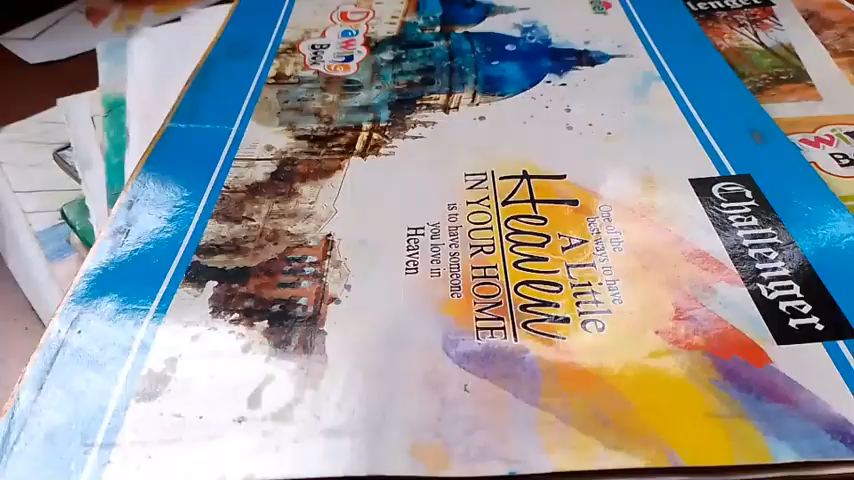 Challenger
One of the
best ways to have
A Little
Heaven
IN YOUR HOME
is to have someone
you love in
Heaven
Drawing
Book